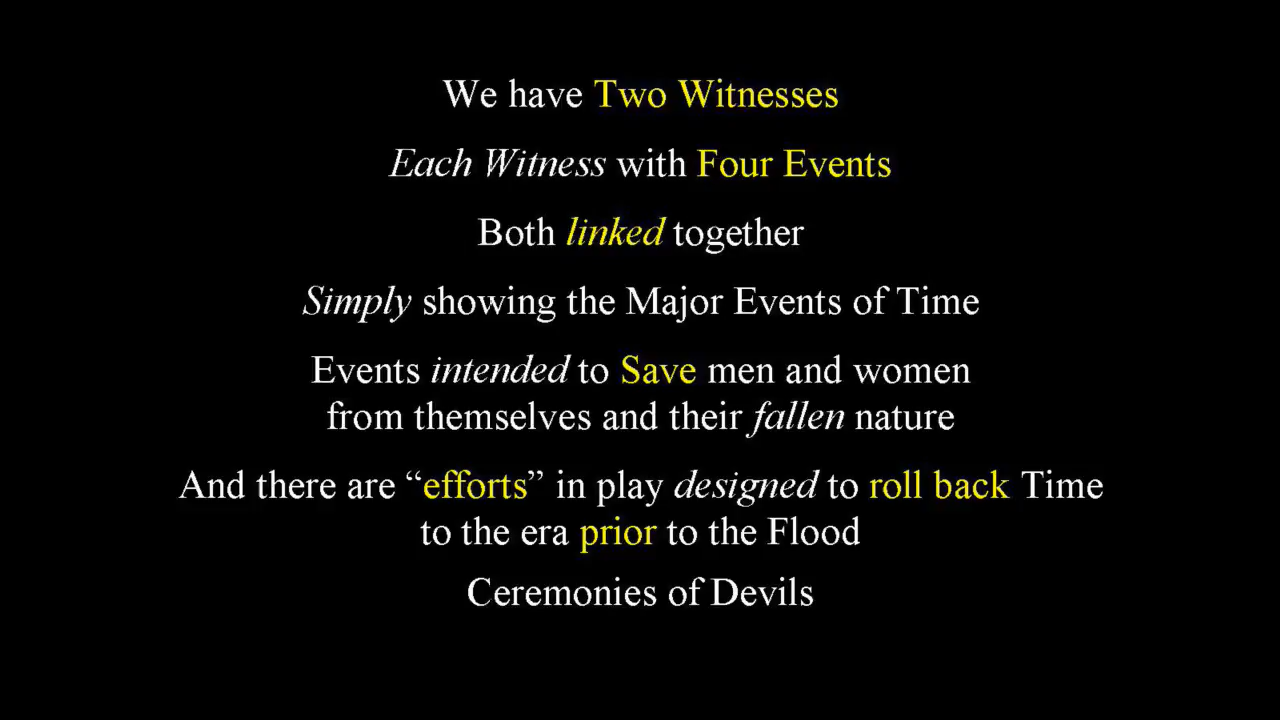 We have Two Witnesses
Each Witness with Four Events
Both linked together
Simply showing the Major Events of Time
Events intended to Save men and women
from themselves and their fallen nature
And there are “efforts” in play designed to roll back Time
to the era prior to the Flood
Ceremonies of Devils